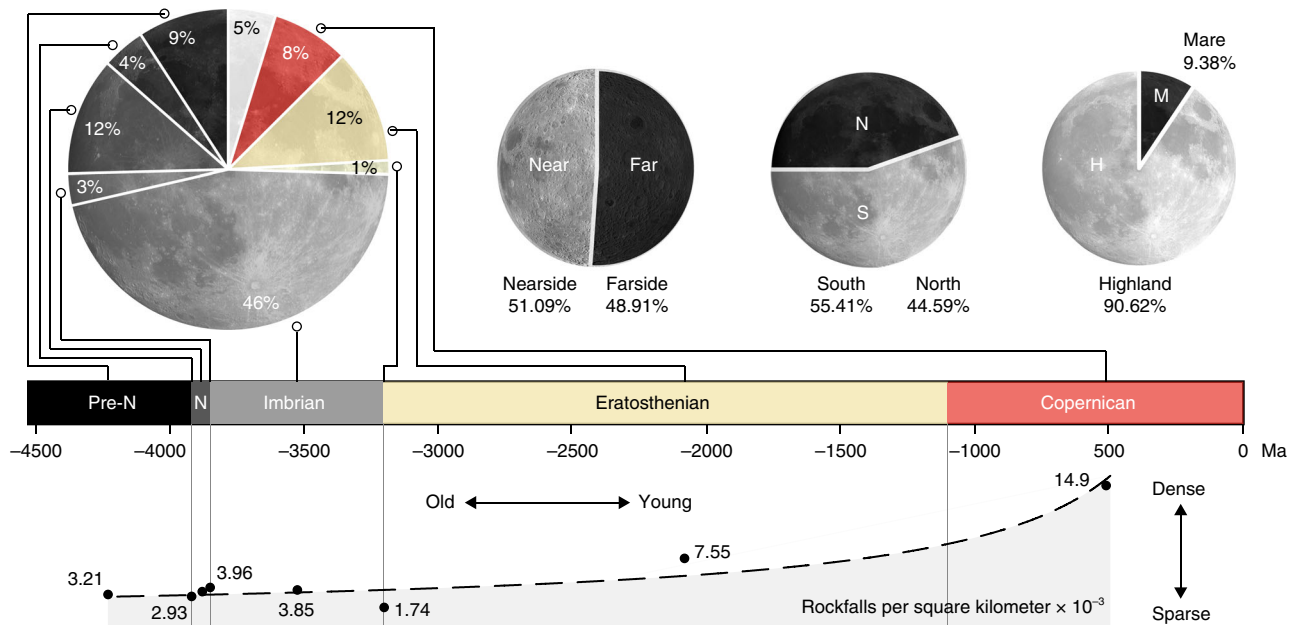 5%
8%
12%
1%
46%
3%
12%
4%
9%
Near
Far
Nearside
51.09%
Farside
48.91%
N
S
South
55.41%
North
44.59%
Mare
9.38%
M
H
Highland
90.62%
Pre-N
N
Imbrian
Eratosthenian
Copernican
–4500
–4000
–3500
–3000
–2500
–2000
–1500
–1000
500
0
Ma
Old
Young
14.9
Dense
7.55
3.21
3.96
2.93
3.85
1.74
Rockfalls per square kilometer × 10⁻³
Sparse